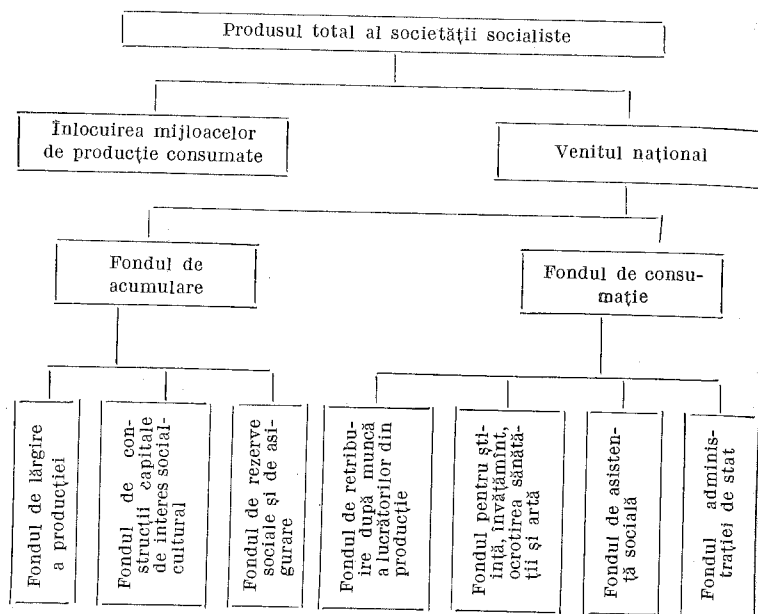 Produsul total al societății socialiste
Înlocuirea mijloacelor
de producție consumate
Venitul național
Fondul de
acumulare
Fondul de consu-
mație
Fondul de lărgire
a producției
Fondul de con-
strucții capitale
de interes social-
cultural
Fondul de rezerve
sociale și de asi-
gurare
Fondul de retribu-
ire după muncă
a lucrătorilor din
producție
Fondul pentru ști-
ință, învățămînt,
ocrotirea sănătă-
ții și artă
Fondul de asisten-
ță socială
Fondul adminis-
trației de stat